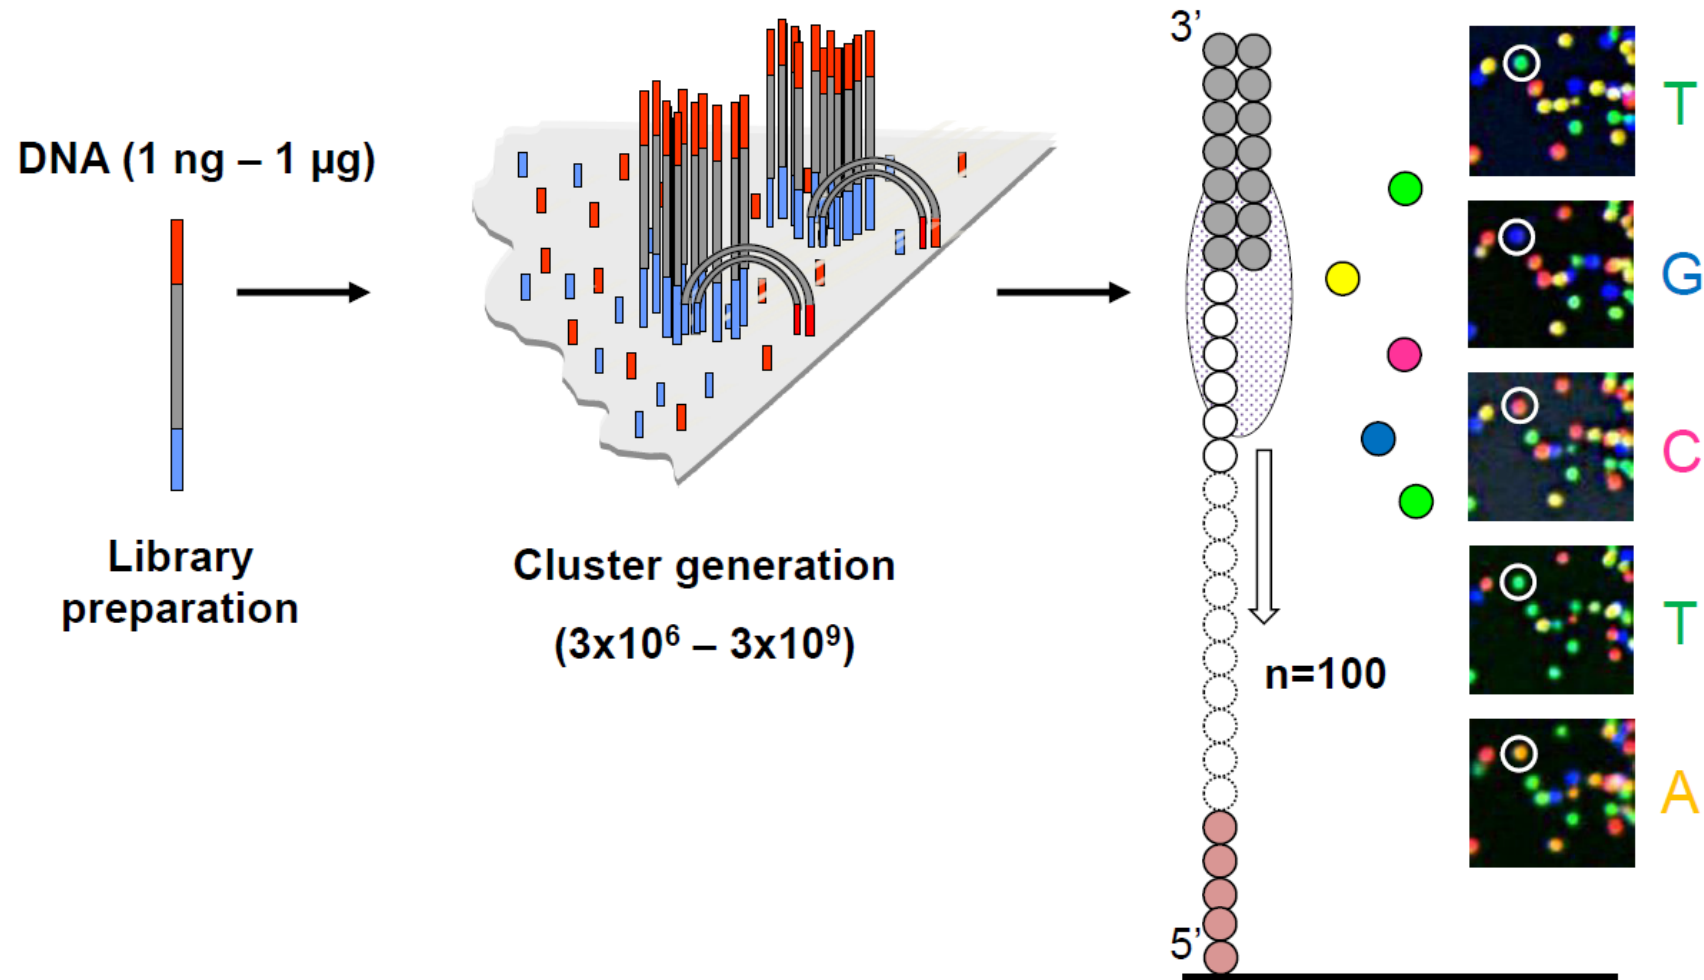 DNA (1 ng – 1 µg)
Library
preparation
Cluster generation
(3x10⁶ – 3x10⁹)
3’
n=100
5’
T
G
C
T
A